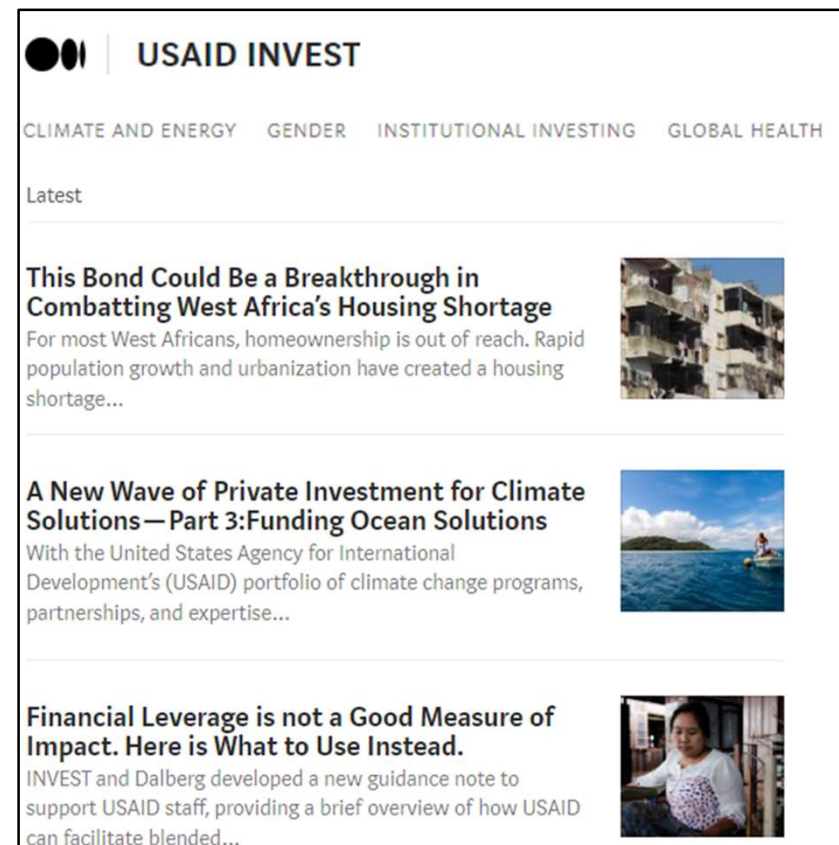 USAID INVEST
CLIMATE AND ENERGY GENDER INSTITUTIONAL INVESTING GLOBAL HEALTH
Latest
This Bond Could Be a Breakthrough in
Combatting West Africa's Housing Shortage
For most West Africans, homeownership is out of reach. Rapid
population growth and urbanization have created a housing
shortage...
A New Wave of Private Investment for Climate
Solutions — Part 3:Funding Ocean Solutions
With the United States Agency for International
Development's (USAID) portfolio of climate change programs,
partnerships, and expertise...
Financial Leverage is not a Good Measure of
Impact. Here is What to Use Instead.
INVEST and Dalberg developed a new guidance note to
support USAID staff, providing a brief overview of how USAID
can facilitate blended...